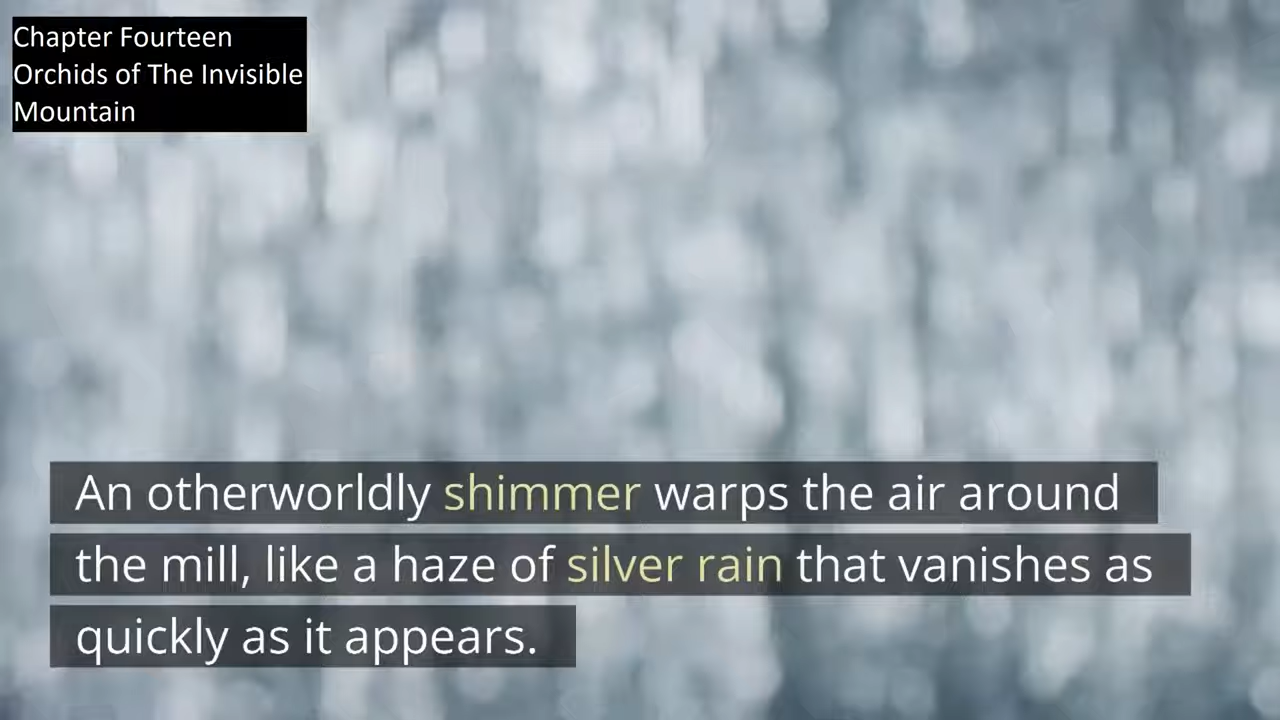 Chapter Fourteen
Orchids of The Invisible
Mountain
An otherworldly shimmer warps the air around
the mill, like a haze of silver rain that vanishes as
quickly as it appears.